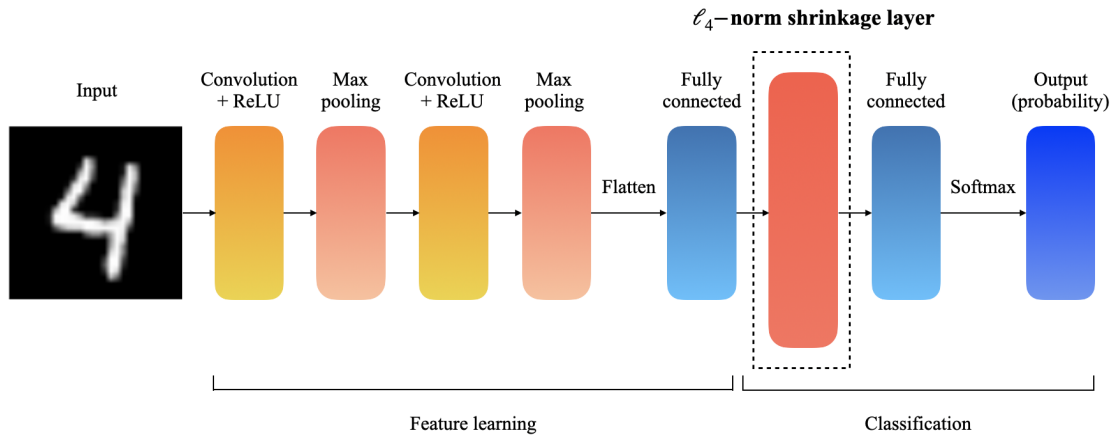 ℓ₄−norm shrinkage layer
Input
Convolution
+ ReLU
Max
pooling
Convolution
+ ReLU
Max
pooling
Fully
connected
Fully
connected
Output
(probability)
4
Flatten
Softmax
Feature learning
Classification